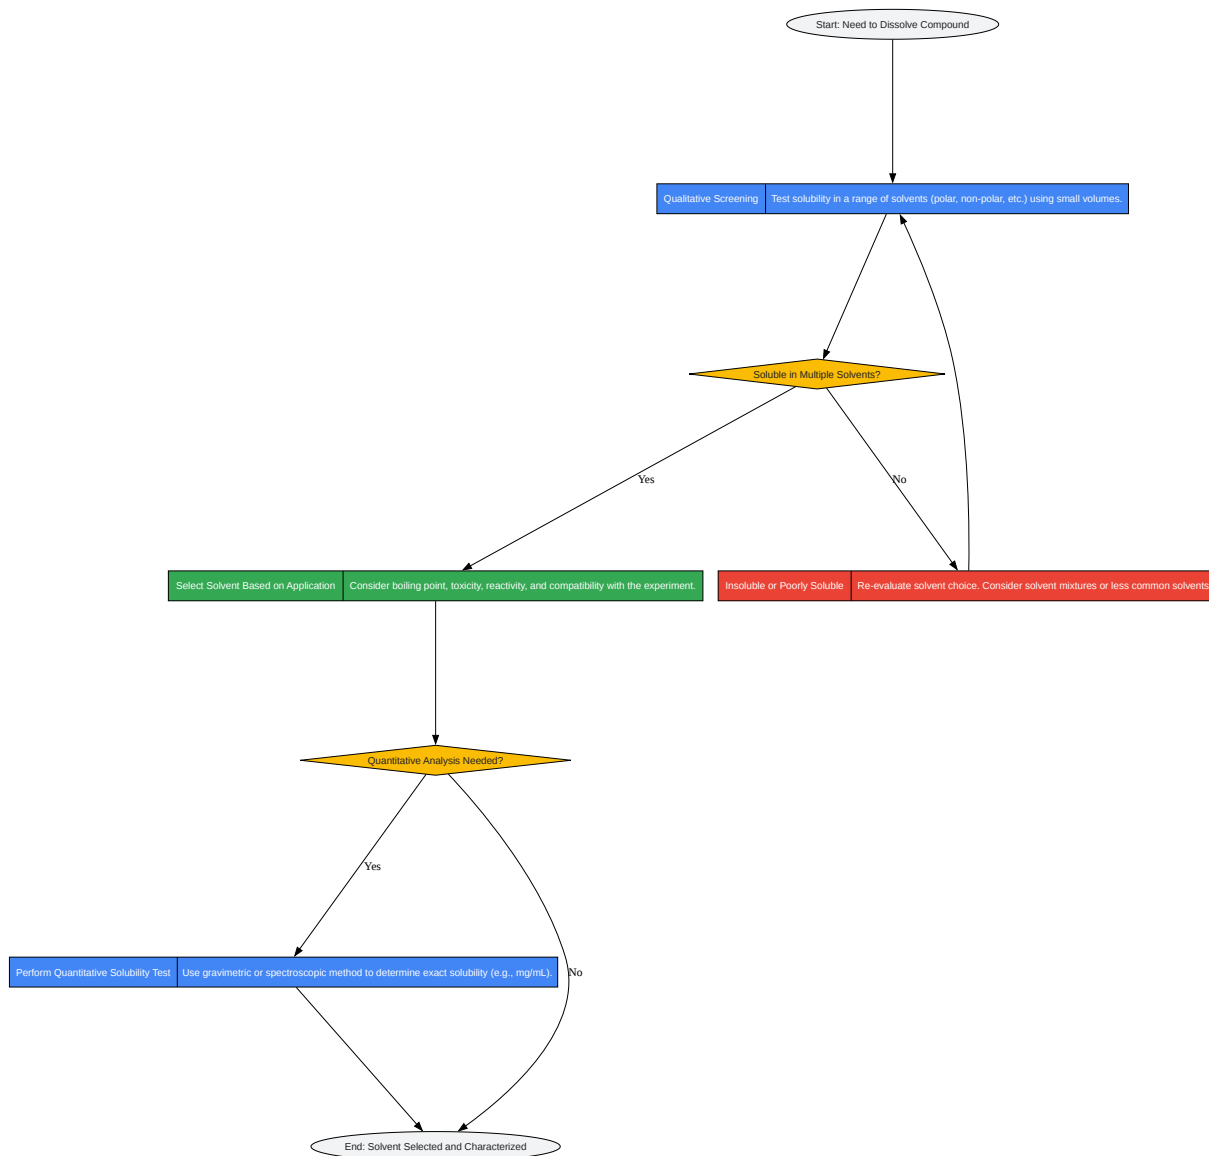 Start: Need to Dissolve Compound
Qualitative Screening
Test solubility in a range of solvents (polar, non-polar, etc.) using small volumes.
Soluble in Multiple Solvents?
Yes
No
Select Solvent Based on Application
Consider boiling point, toxicity, reactivity, and compatibility with the experiment.
Insoluble or Poorly Soluble
Re-evaluate solvent choice. Consider solvent mixtures or less common solvents
Quantitative Analysis Needed?
Yes
Perform Quantitative Solubility Test
Use gravimetric or spectroscopic method to determine exact solubility (e.g., mg/mL).
No
End: Solvent Selected and Characterized